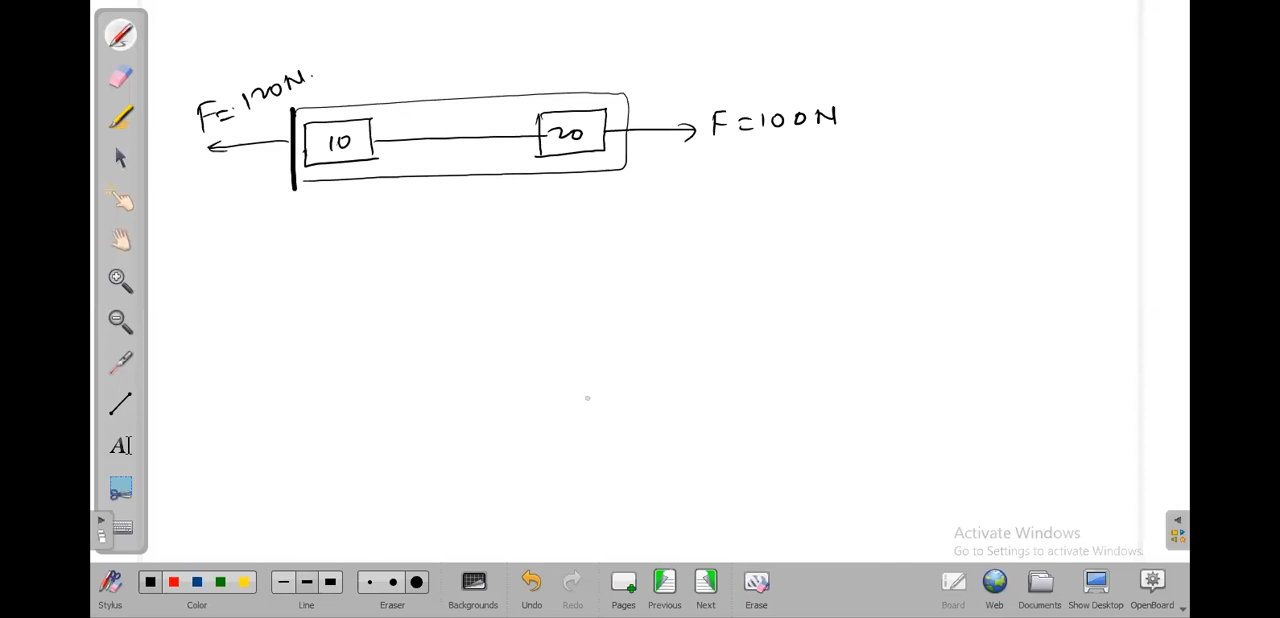 F=120N.
10
20
F=100N
A
Activate Windows
Go to Settings to activate Windows.
Stylus
Color
Line
Eraser
Backgrounds
Undo
Redo
Pages
Previous
Next
Erase
Board
Web
Documents
Show Desktop
OpenBoard